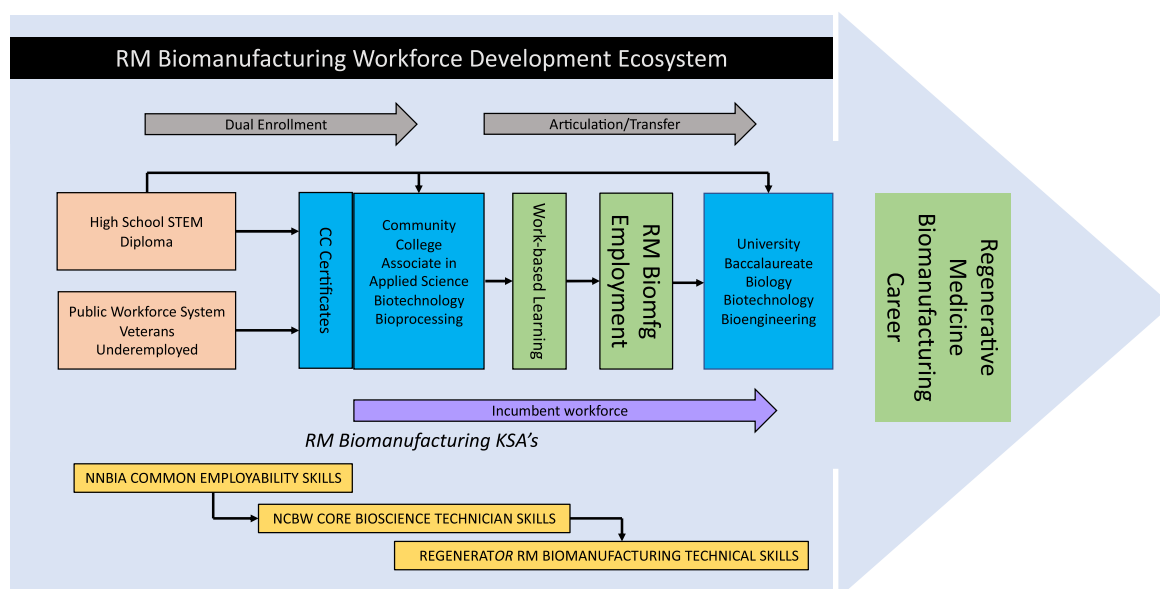 RM Biomanufacturing Workforce Development Ecosystem
Dual Enrollment
Articulation/Transfer
High School STEM
Diploma
Public Workforce System
Veterans
Underemployed
CC Certificates
Community
College
Associate in
Applied Science
Biotechnology
Bioprocessing
Work-based Learning
RM Biomfg
Employment
University
Baccalaureate
Biology
Biotechnology
Bioengineering
Regenerative
Medicine
Biomanufacturing
Career
Incumbent workforce
RM Biomanufacturing KSA's
NNBIA COMMON EMPLOYABILITY SKILLS
NCBW CORE BIOSCIENCE TECHNICIAN SKILLS
REGENERATOR RM BIOMANUFACTURING TECHNICAL SKILLS